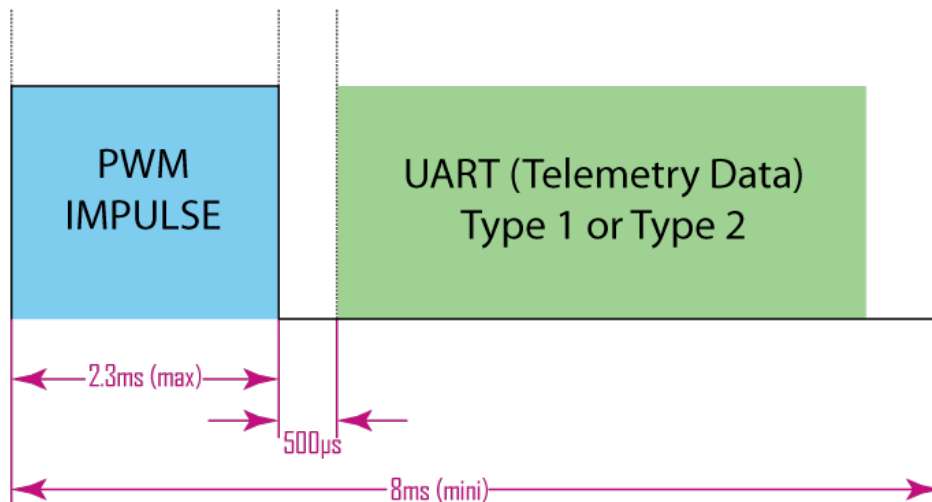 PWM
IMPULSE
UART (Telemetry Data)
Type 1 or Type 2
2.3ms (max)
500µs
8ms (mini)